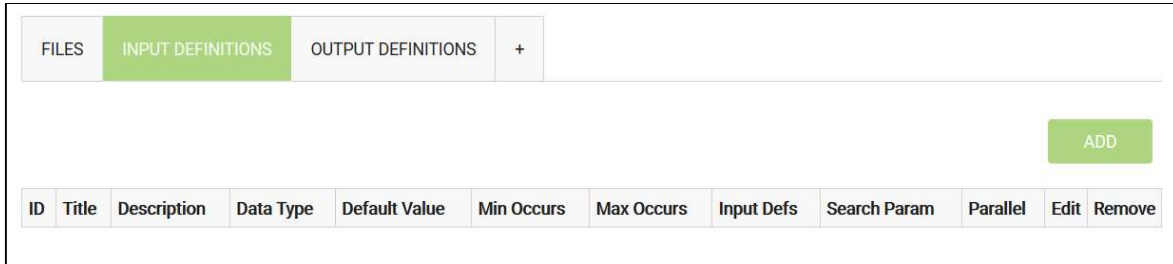 FILES INPUT DEFINITIONS OUTPUT DEFINITIONS +
ADD
ID Title Description Data Type Default Value Min Occurs Max Occurs Input Defs Search Param Parallel Edit Remove